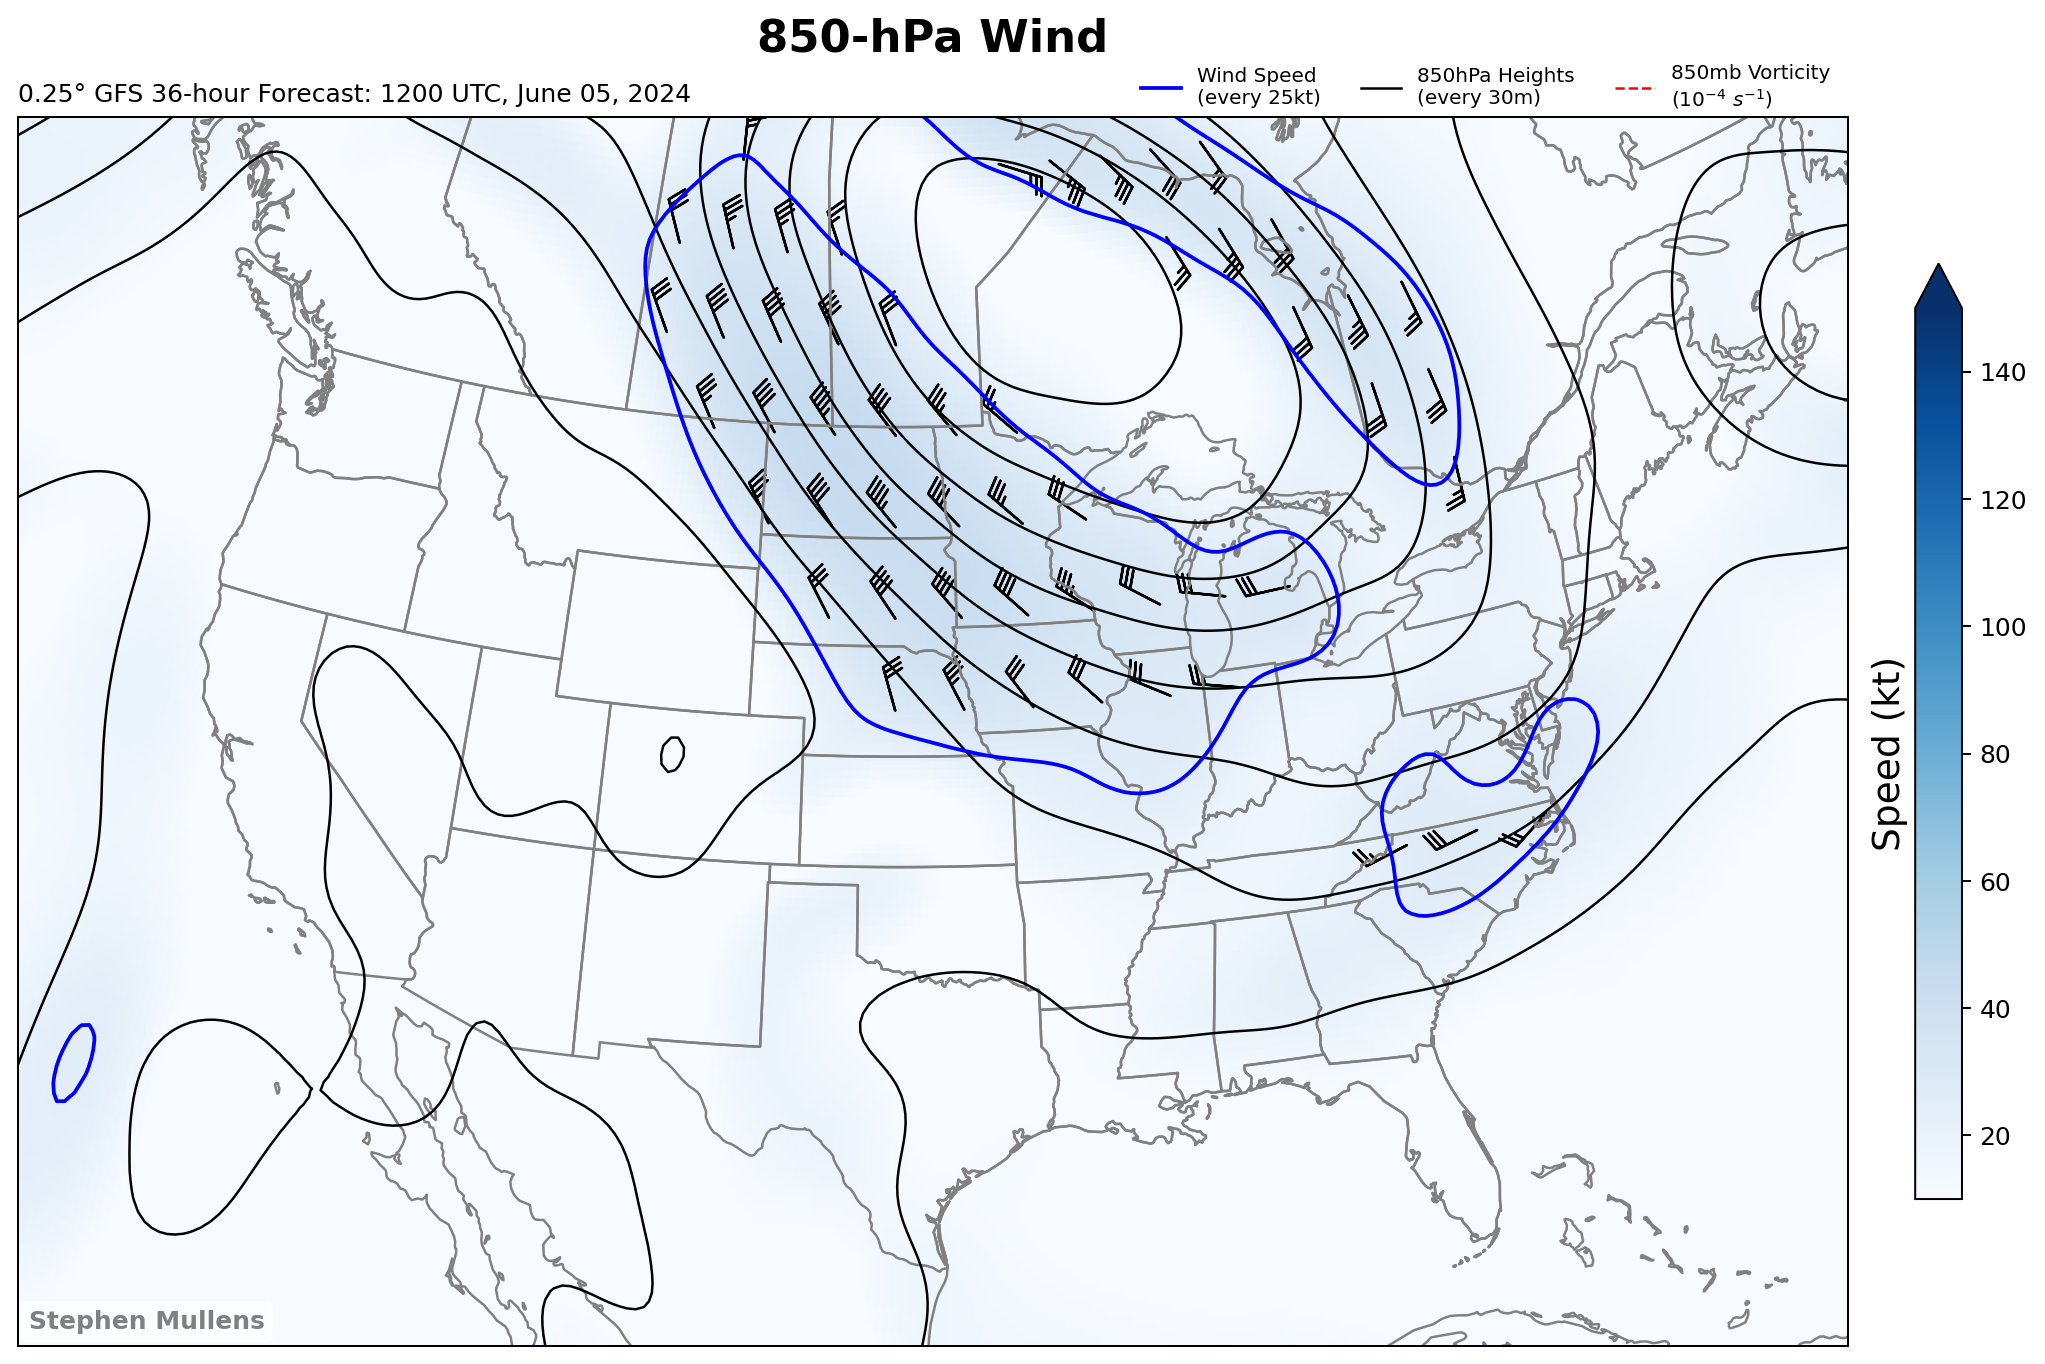 850-hPa Wind
0.25° GFS 36-hour Forecast: 1200 UTC, June 05, 2024
Wind Speed
(every 25kt)
850hPa Heights
(every 30m)
850mb Vorticity
(10⁻⁴ s⁻¹)
140
120
100
80
60
40
20
Speed (kt)
Stephen Mullens